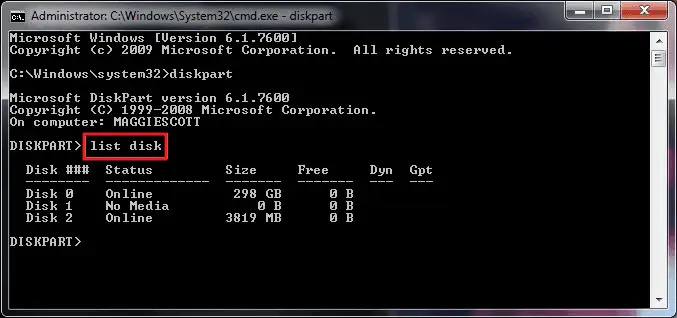 Administrator: C:\Windows\System32\cmd.exe - diskpart
Microsoft Windows [Version 6.1.7600]
Copyright (c) 2009 Microsoft Corporation.  All rights reserved.
C:\Windows\system32>diskpart
Microsoft DiskPart version 6.1.7600
Copyright (C) 1999-2008 Microsoft Corporation.
On computer: MAGGIESCOTT
DISKPART> list disk
  Disk ###  Status         Size     Free     Dyn  Gpt
  --------  -------------  -------  -------  ---  ---
  Disk 0    Online          298 GB      0 B
  Disk 1    No Media           0 B      0 B
  Disk 2    Online         3819 MB      0 B
DISKPART>